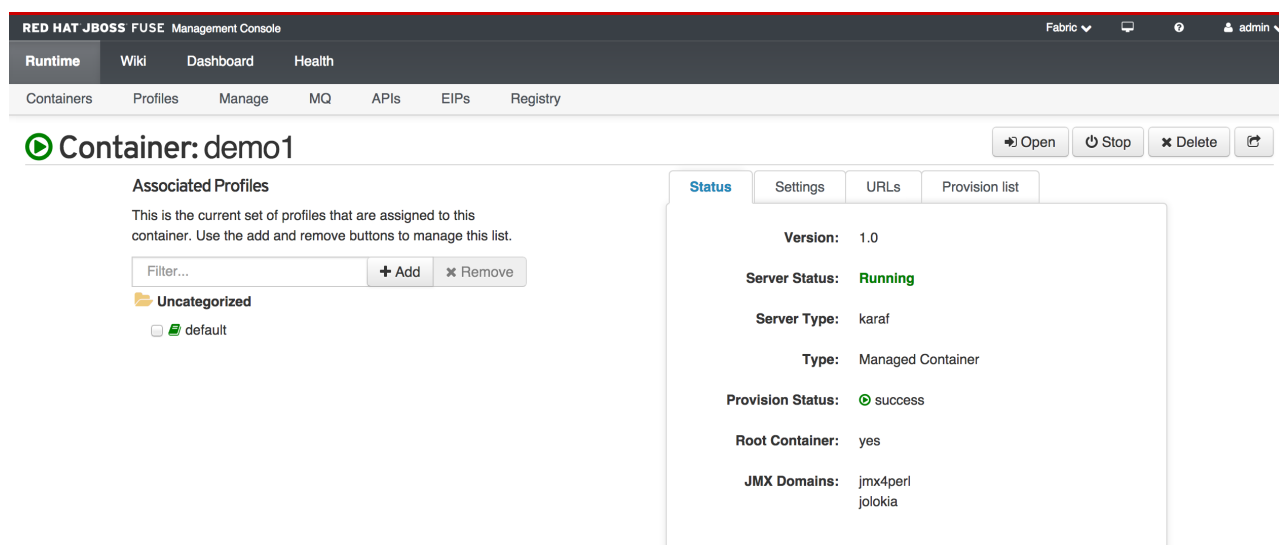 RED HAT JBOSS FUSE Management Console
Fabric
admin
Runtime Wiki Dashboard Health
Containers Profiles Manage MQ APIs EIPs Registry
Container: demo1
Open Stop Delete
Associated Profiles
This is the current set of profiles that are assigned to this
container. Use the add and remove buttons to manage this list.
Filter...
Add Remove
Uncategorized
default
Status Settings URLs Provision list
Version: 1.0
Server Status: Running
Server Type: karaf
Type: Managed Container
Provision Status: success
Root Container: yes
JMX Domains: jmx4perl
jolokia